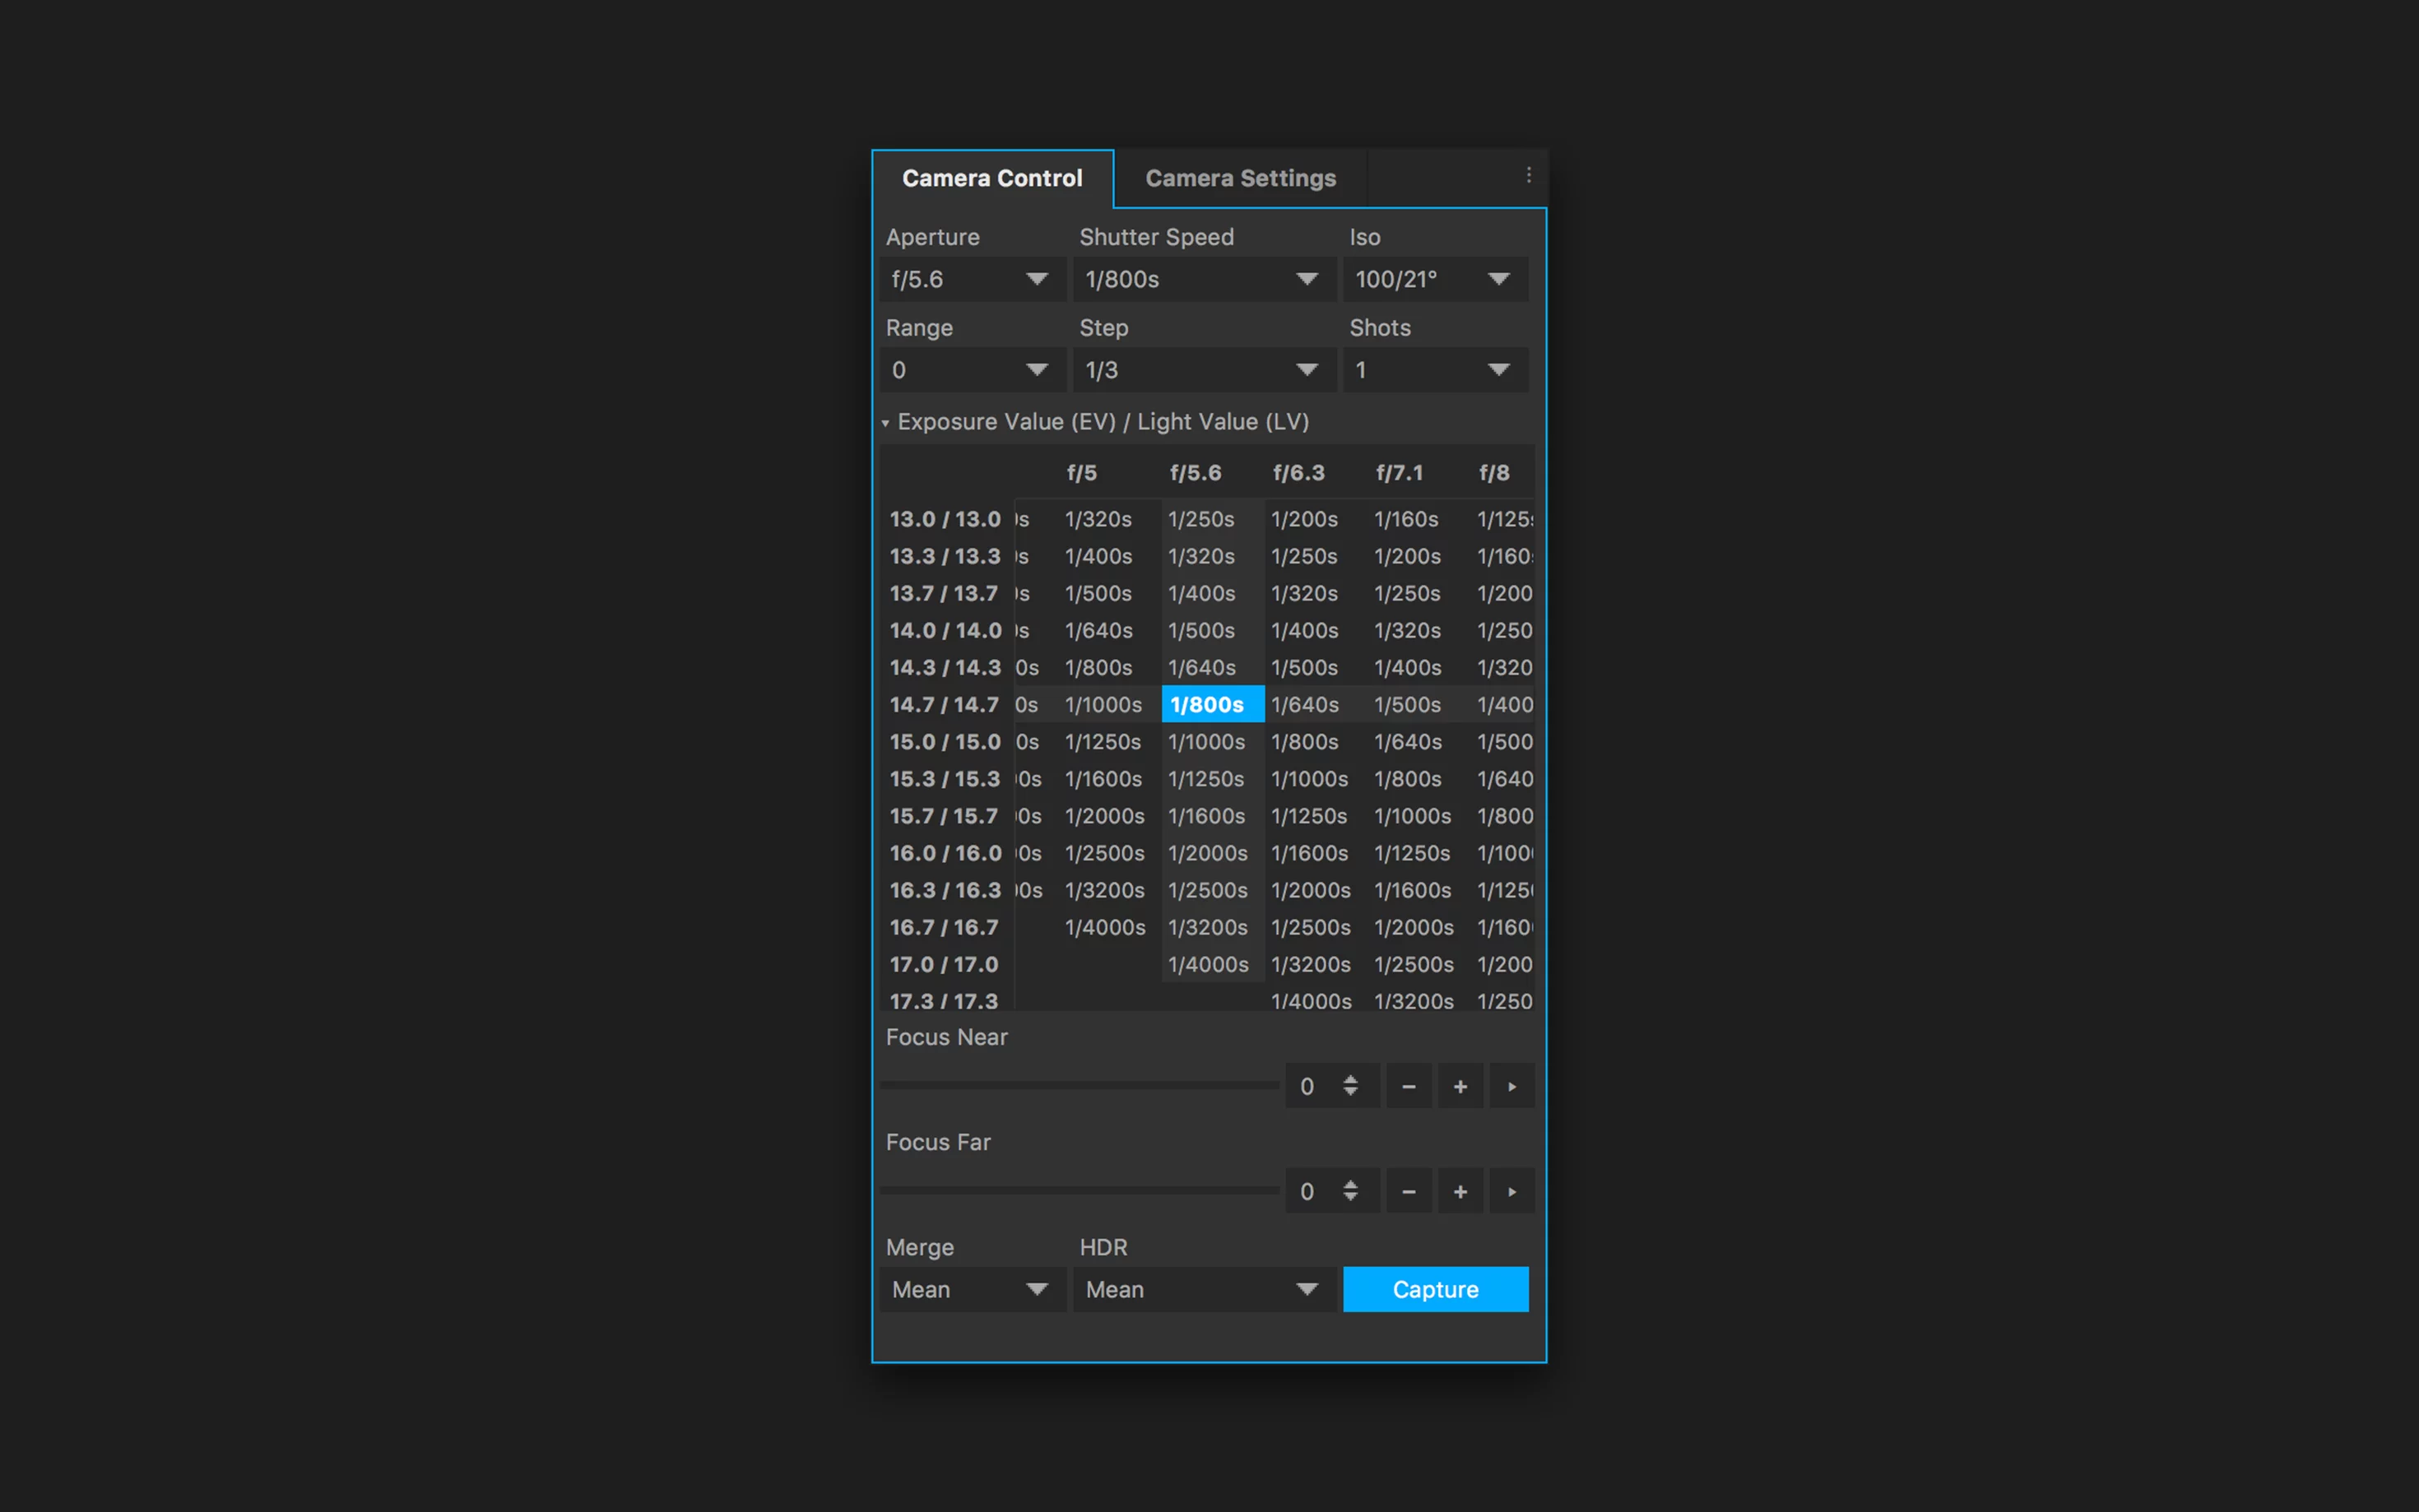 Camera Control Camera Settings
Aperture Shutter Speed Iso
f/5.6 1/800s 100/21°
Range Step Shots
0 1/3 1
Exposure Value (EV) / Light Value (LV)
f/5 f/5.6 f/6.3 f/7.1 f/8
13.0 / 13.0 1/320s 1/250s 1/200s 1/160s 1/125s
13.3 / 13.3 1/400s 1/320s 1/250s 1/200s 1/160
13.7 / 13.7 1/500s 1/400s 1/320s 1/250s 1/200
14.0 / 14.0 1/640s 1/500s 1/400s 1/320s 1/250
14.3 / 14.3 0s 1/800s 1/640s 1/500s 1/400s 1/320
14.7 / 14.7 0s 1/1000s 1/800s 1/640s 1/500s 1/400
15.0 / 15.0 0s 1/1250s 1/1000s 1/800s 1/640s 1/500
15.3 / 15.3 0s 1/1600s 1/1250s 1/1000s 1/800s 1/640
15.7 / 15.7 0s 1/2000s 1/1600s 1/1250s 1/1000s 1/800
16.0 / 16.0 0s 1/2500s 1/2000s 1/1600s 1/1250s 1/100
16.3 / 16.3 0s 1/3200s 1/2500s 1/2000s 1/1600s 1/125
16.7 / 16.7 1/4000s 1/3200s 1/2500s 1/2000s 1/160
17.0 / 17.0 1/4000s 1/3200s 1/2500s 1/200
17.3 / 17.3 1/4000s 1/3200s 1/250
Focus Near
0 − +
Focus Far
0 − +
Merge HDR
Mean Mean Capture